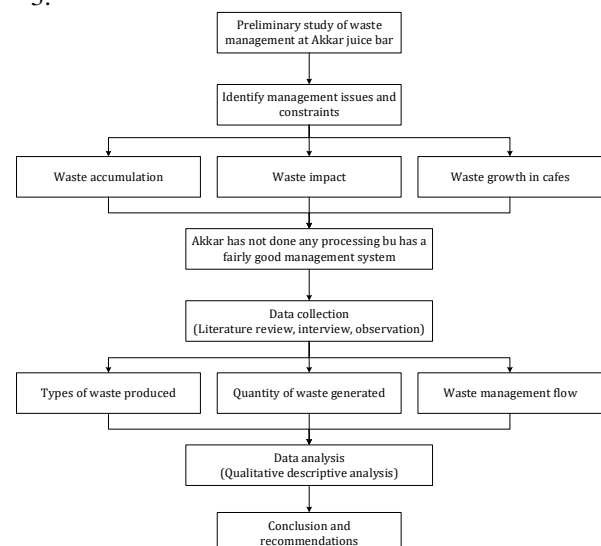 Preliminary study of waste
management at Akkar juice bar
Identify management issues and
constraints
Waste accumulation
Waste impact
Waste growth in cafes
Akkar has not done any processing bu has a
fairly good management system
Data collection
(Literature review, interview, observation)
Types of waste produced
Quantity of waste generated
Waste management flow
Data analysis
(Qualitative descriptive analysis)
Conclusion and
recommendations